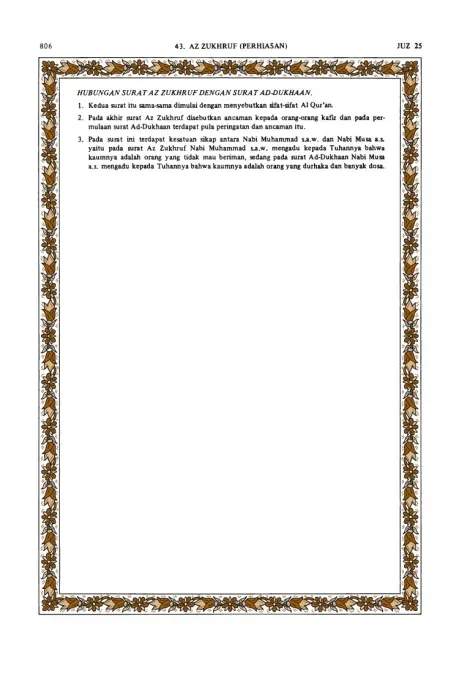 806 43. AZ ZUKHRUF (PERHIASAN) JUZ 25
HUBUNGAN SURAT AZ ZUKHRUF DENGAN SURAT AD-DUKHAAN.
1. Kedua surat itu sama-sama dimulai dengan menyebutkan sifat-sifat Al Qur'an.
2. Pada akhir surat Az Zukhruf disebutkan ancaman kepada orang-orang kafir dan pada per-
mulaan surat Ad-Dukhaan terdapat pula peringatan dan ancaman itu.
3. Pada surat ini terdapat kesatuan sikap antara Nabi Muhammad s.a.w. dan Nabi Musa a.s.
yaitu pada surat Az Zukhruf Nabi Muhammad s.a.w. mengadu kepada Tuhannya bahwa
kaumnya adalah orang yang tidak mau beriman, sedang pada surat Ad-Dukhaan Nabi Musa
a.s. mengadu kepada Tuhannya bahwa kaumnya adalah orang yang durhaka dan banyak dosa.